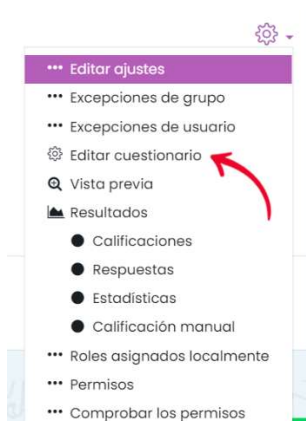 Editar ajustes
Excepciones de grupo
Excepciones de usuario
Editar cuestionario
Vista previa
Resultados
Calificaciones
Respuestas
Estadísticas
Calificación manual
Roles asignados localmente
Permisos
Comprobar los permisos